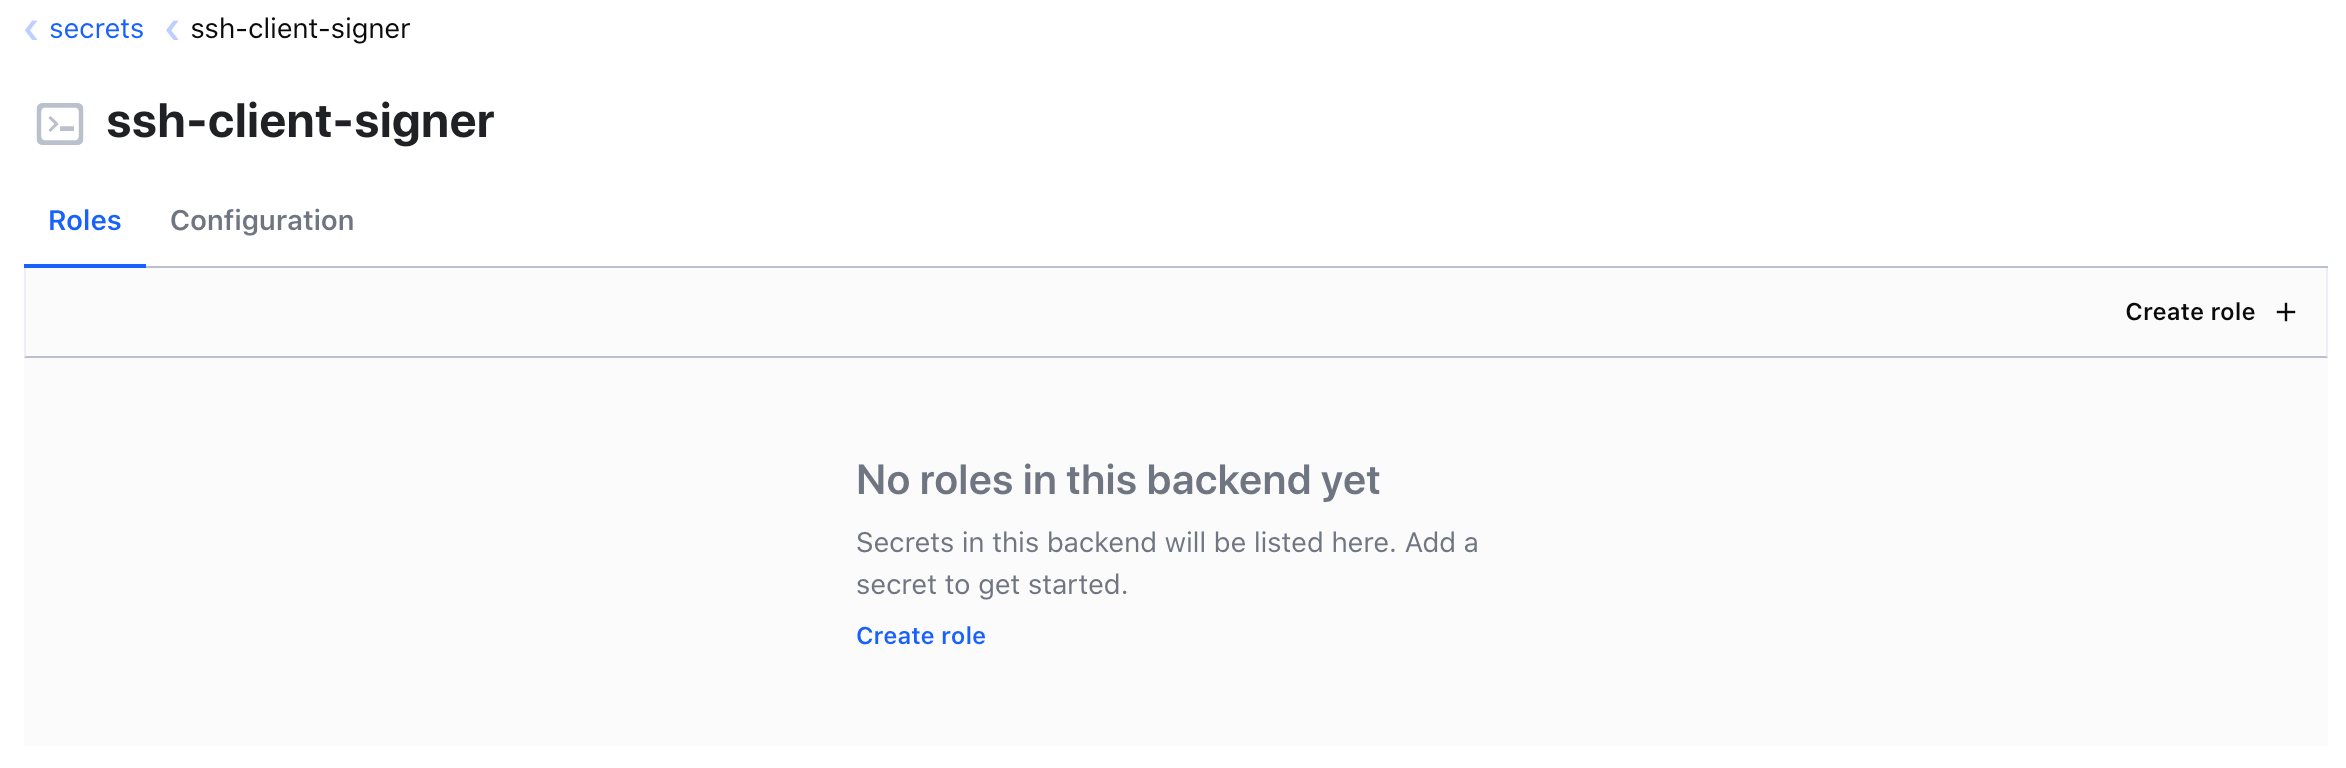 secrets ssh-client-signer
ssh-client-signer
Roles Configuration
Create role +
No roles in this backend yet
Secrets in this backend will be listed here. Add a
secret to get started.
Create role